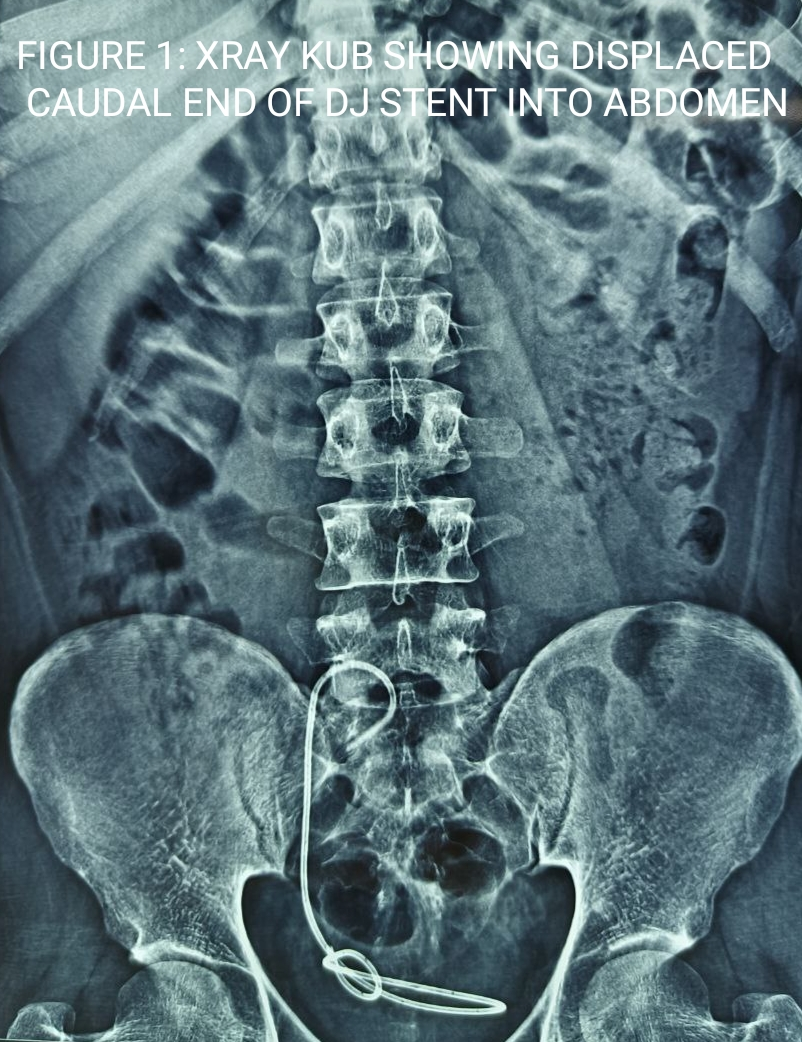 FIGURE 1: XRAY KUB SHOWING DISPLACED
CAUDAL END OF DJ STENT INTO ABDOMEN